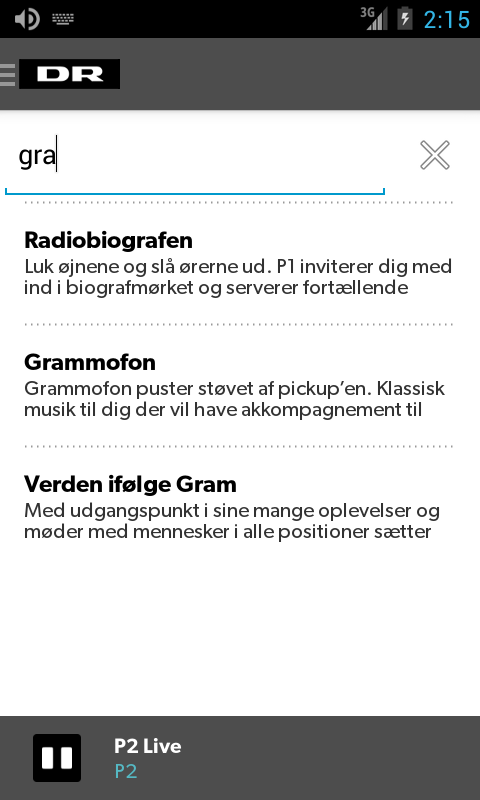 3G 2:15
DR
gra
Radiobiografen
Luk øjnene og slå ørerne ud. P1 inviterer dig med
ind i biografmørket og serverer fortællende
Grammofon
Grammofon puster støvet af pickup’en. Klassisk
musik til dig der vil have akkompagnement til
Verden ifølge Gram
Med udgangspunkt i sine mange oplevelser og
møder med mennesker i alle positioner sætter
P2 Live
P2